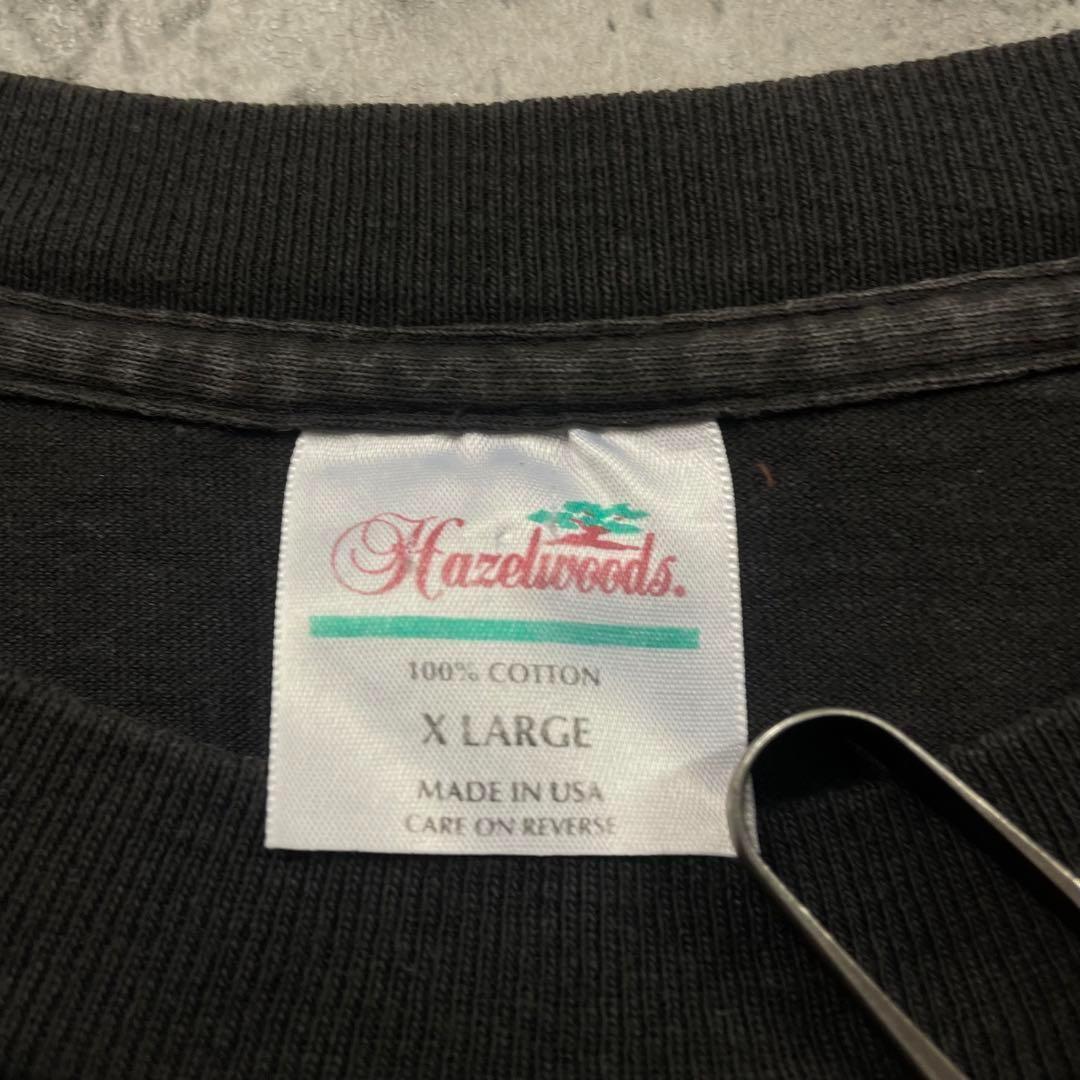 Hazelwoods.
100% COTTON
X LARGE
MADE IN USA
CARE ON REVERSE